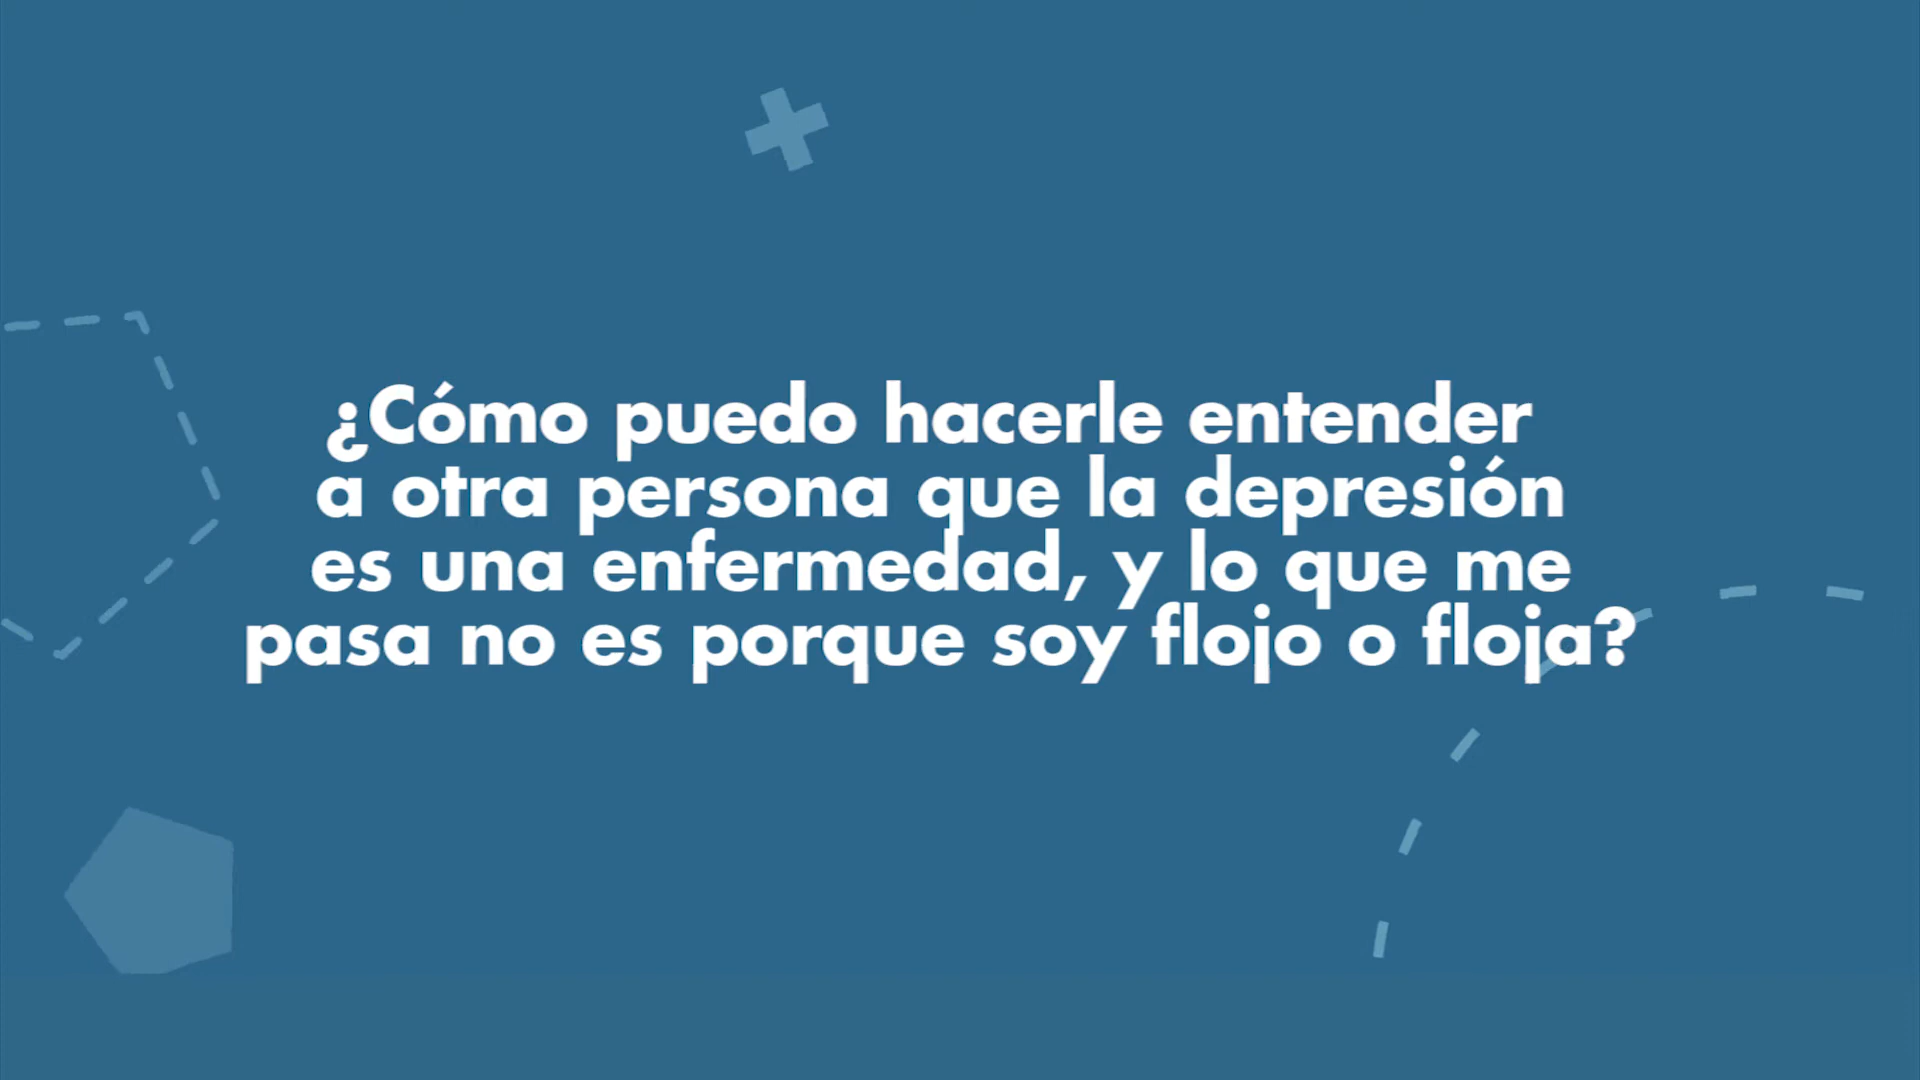 ¿Cómo puedo hacerle entender
a otra persona que la depresión
es una enfermedad, y lo que me
pasa no es porque soy flojo o floja?